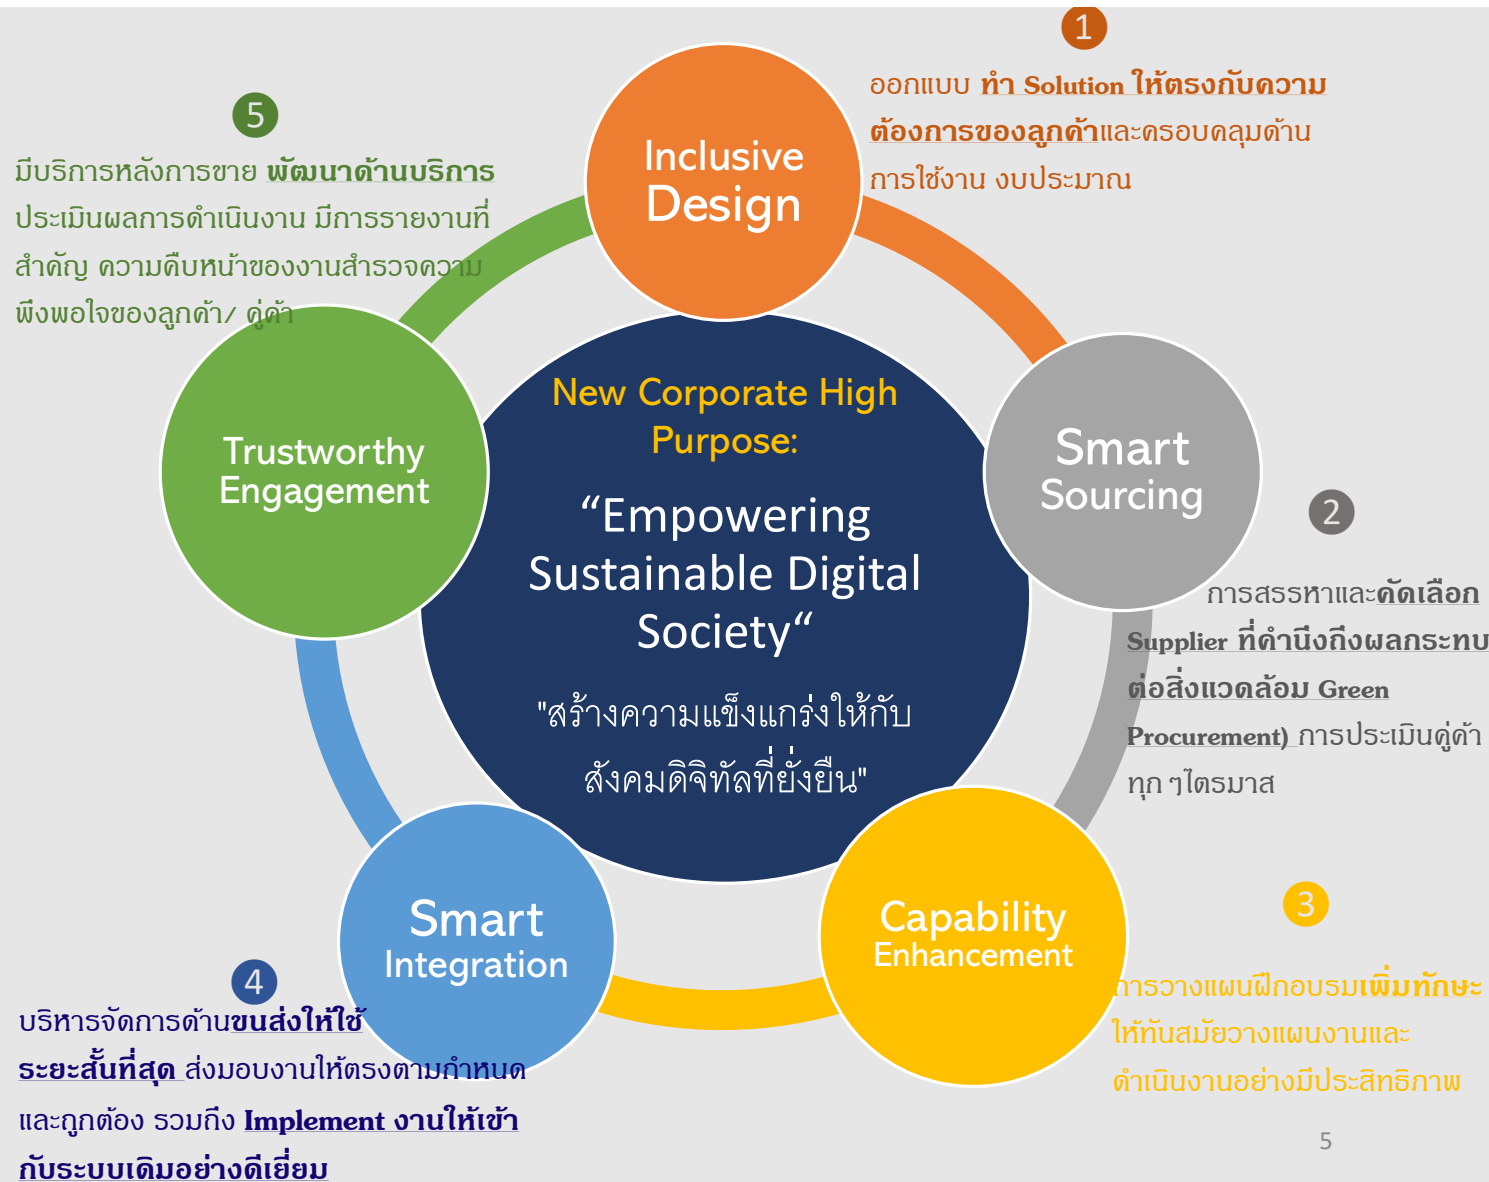 1
ออกแบบ ทำ Solution ให้ตรงกับความ
ต้องการของลูกค้าและครอบคลุมด้าน
การใช้งาน งบประมาณ
Inclusive
Design
5
มีบริการหลังการขาย พัฒนาด้านบริการ
ประเมินผลการดำเนินงาน มีการรายงานที่
สำคัญ ความคืบหน้าของงานสำรวจความ
พึงพอใจของลูกค้า/ คู่ค้า
Trustworthy
Engagement
New Corporate High
Purpose:
“Empowering
Sustainable Digital
Society“
"สร้างความแข็งแกร่งให้กับ
สังคมดิจิทัลที่ยั่งยืน"
Smart
Sourcing
2
การสรรหาและคัดเลือก
Supplier ที่คำนึงถึงผลกระทบ
ต่อสิ่งแวดล้อม Green
Procurement) การประเมินคู่ค้า
ทุก ๆไตรมาส
Capability
Enhancement
3
การวางแผนฝึกอบรมเพิ่มทักษะ
ให้ทันสมัยวางแผนงานและ
ดำเนินงานอย่างมีประสิทธิภาพ
Smart
Integration
4
บริหารจัดการด้านขนส่งให้ใช้
ระยะสั้นที่สุด ส่งมอบงานให้ตรงตามกำหนด
และถูกต้อง รวมถึง Implement งานให้เข้า
กับระบบเดิมอย่างดีเยี่ยม
5